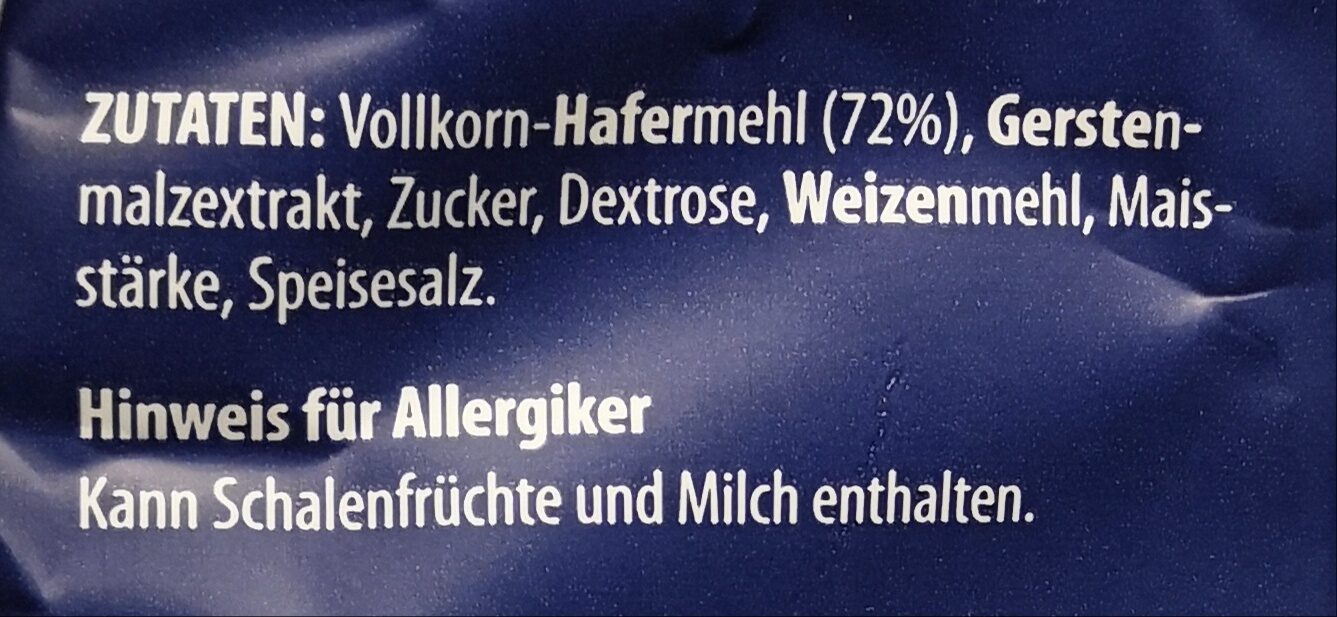 ZUTATEN: Vollkorn-Hafermehl (72%), Gersten-
malzextrakt, Zucker, Dextrose, Weizenmehl, Mais-
stärke, Speisesalz.
Hinweis für Allergiker
Kann Schalenfrüchte und Milch enthalten.